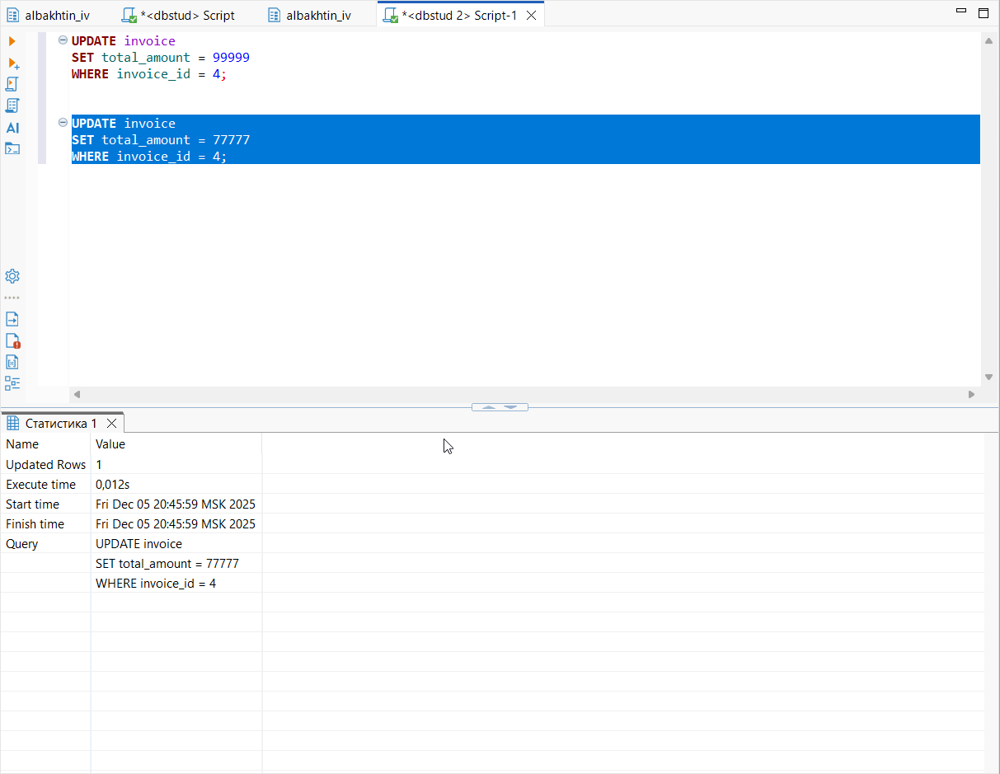 albakhtin_iv
*<dbstud> Script
albakhtin_iv
*<dbstud 2> Script-1
UPDATE invoice
SET total_amount = 99999
WHERE invoice_id = 4;
UPDATE invoice
SET total_amount = 77777
WHERE invoice_id = 4;
AI
Статистика 1
Name Value
Updated Rows 1
Execute time 0,012s
Start time Fri Dec 05 20:45:59 MSK 2025
Finish time Fri Dec 05 20:45:59 MSK 2025
Query UPDATE invoice
SET total_amount = 77777
WHERE invoice_id = 4